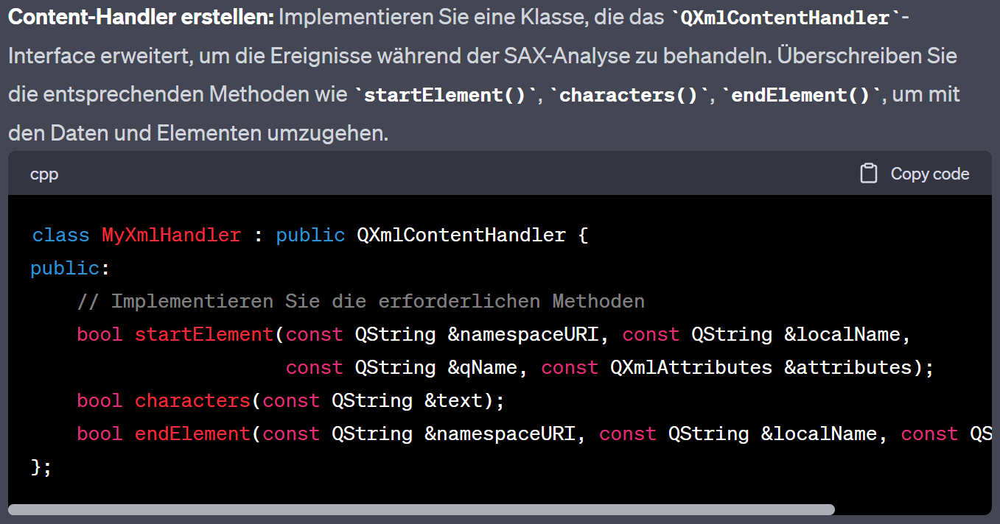 Content-Handler erstellen: Implementieren Sie eine Klasse, die das `QXmlContentHandler`-
Interface erweitert, um die Ereignisse während der SAX-Analyse zu behandeln. Überschreiben Sie
die entsprechenden Methoden wie `startElement()`, `characters()`, `endElement()`, um mit
den Daten und Elementen umzugehen.
cpp Copy code
class MyXmlHandler : public QXmlContentHandler {
public:
    // Implementieren Sie die erforderlichen Methoden
    bool startElement(const QString &namespaceURI, const QString &localName,
                      const QString &qName, const QXmlAttributes &attributes);
    bool characters(const QString &text);
    bool endElement(const QString &namespaceURI, const QString &localName, const QS
};